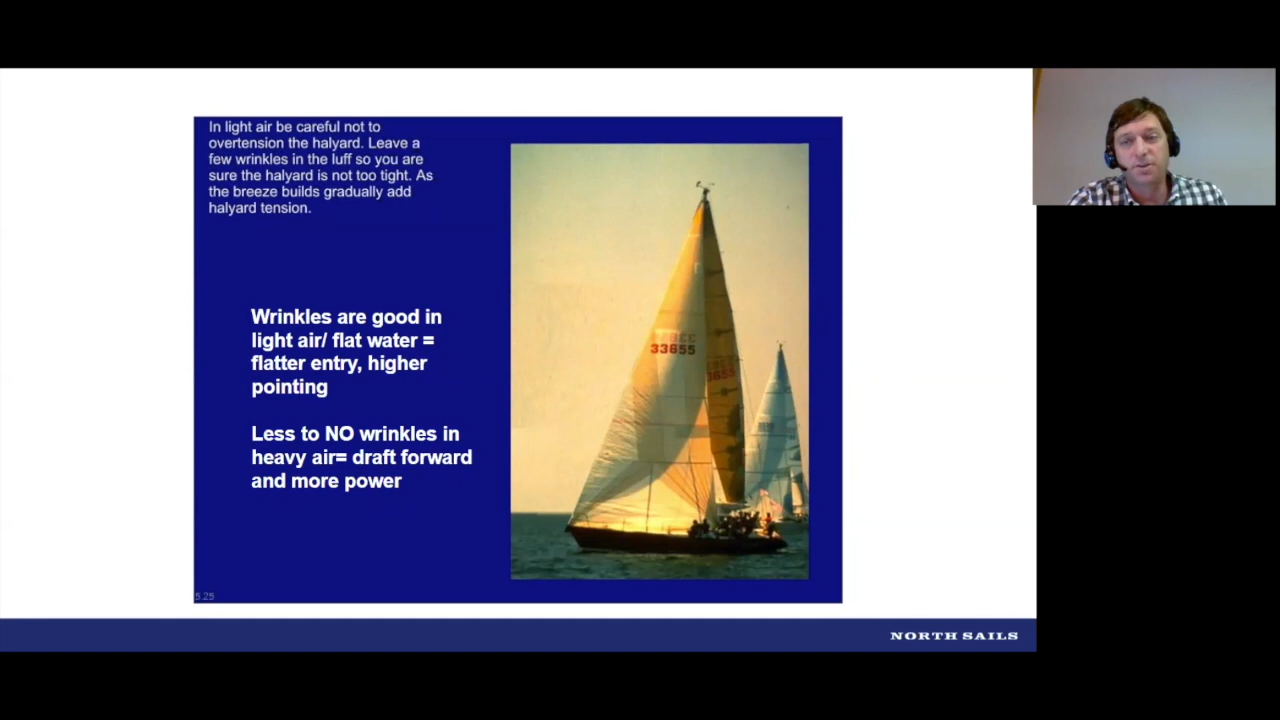 In light air be careful not to
overtension the halyard. Leave a
few wrinkles in the luff so you are
sure the halyard is not too tight. As
the breeze builds gradually add
halyard tension.
Wrinkles are good in
light air/ flat water =
flatter entry, higher
pointing
Less to NO wrinkles in
heavy air= draft forward
and more power
33655
3655
5.25
NORTH SAILS